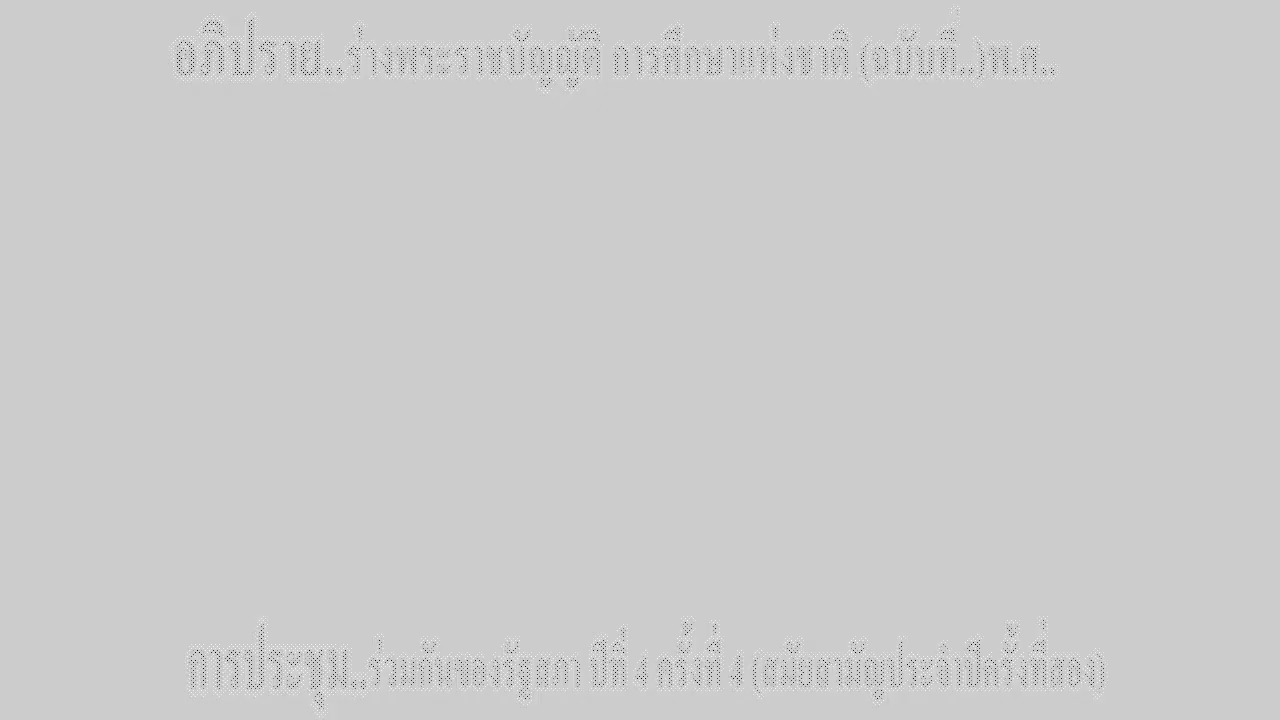 อภิปราย..ร่างพระราชบัญญัติ การศึกษาแห่งชาติ (ฉบับที่..)พ.ศ..
การประชุม..ร่วมกันของรัฐสภา ปีที่ 4 ครั้งที่ 4 (สมัยสามัญประจำปีครั้งที่สอง)